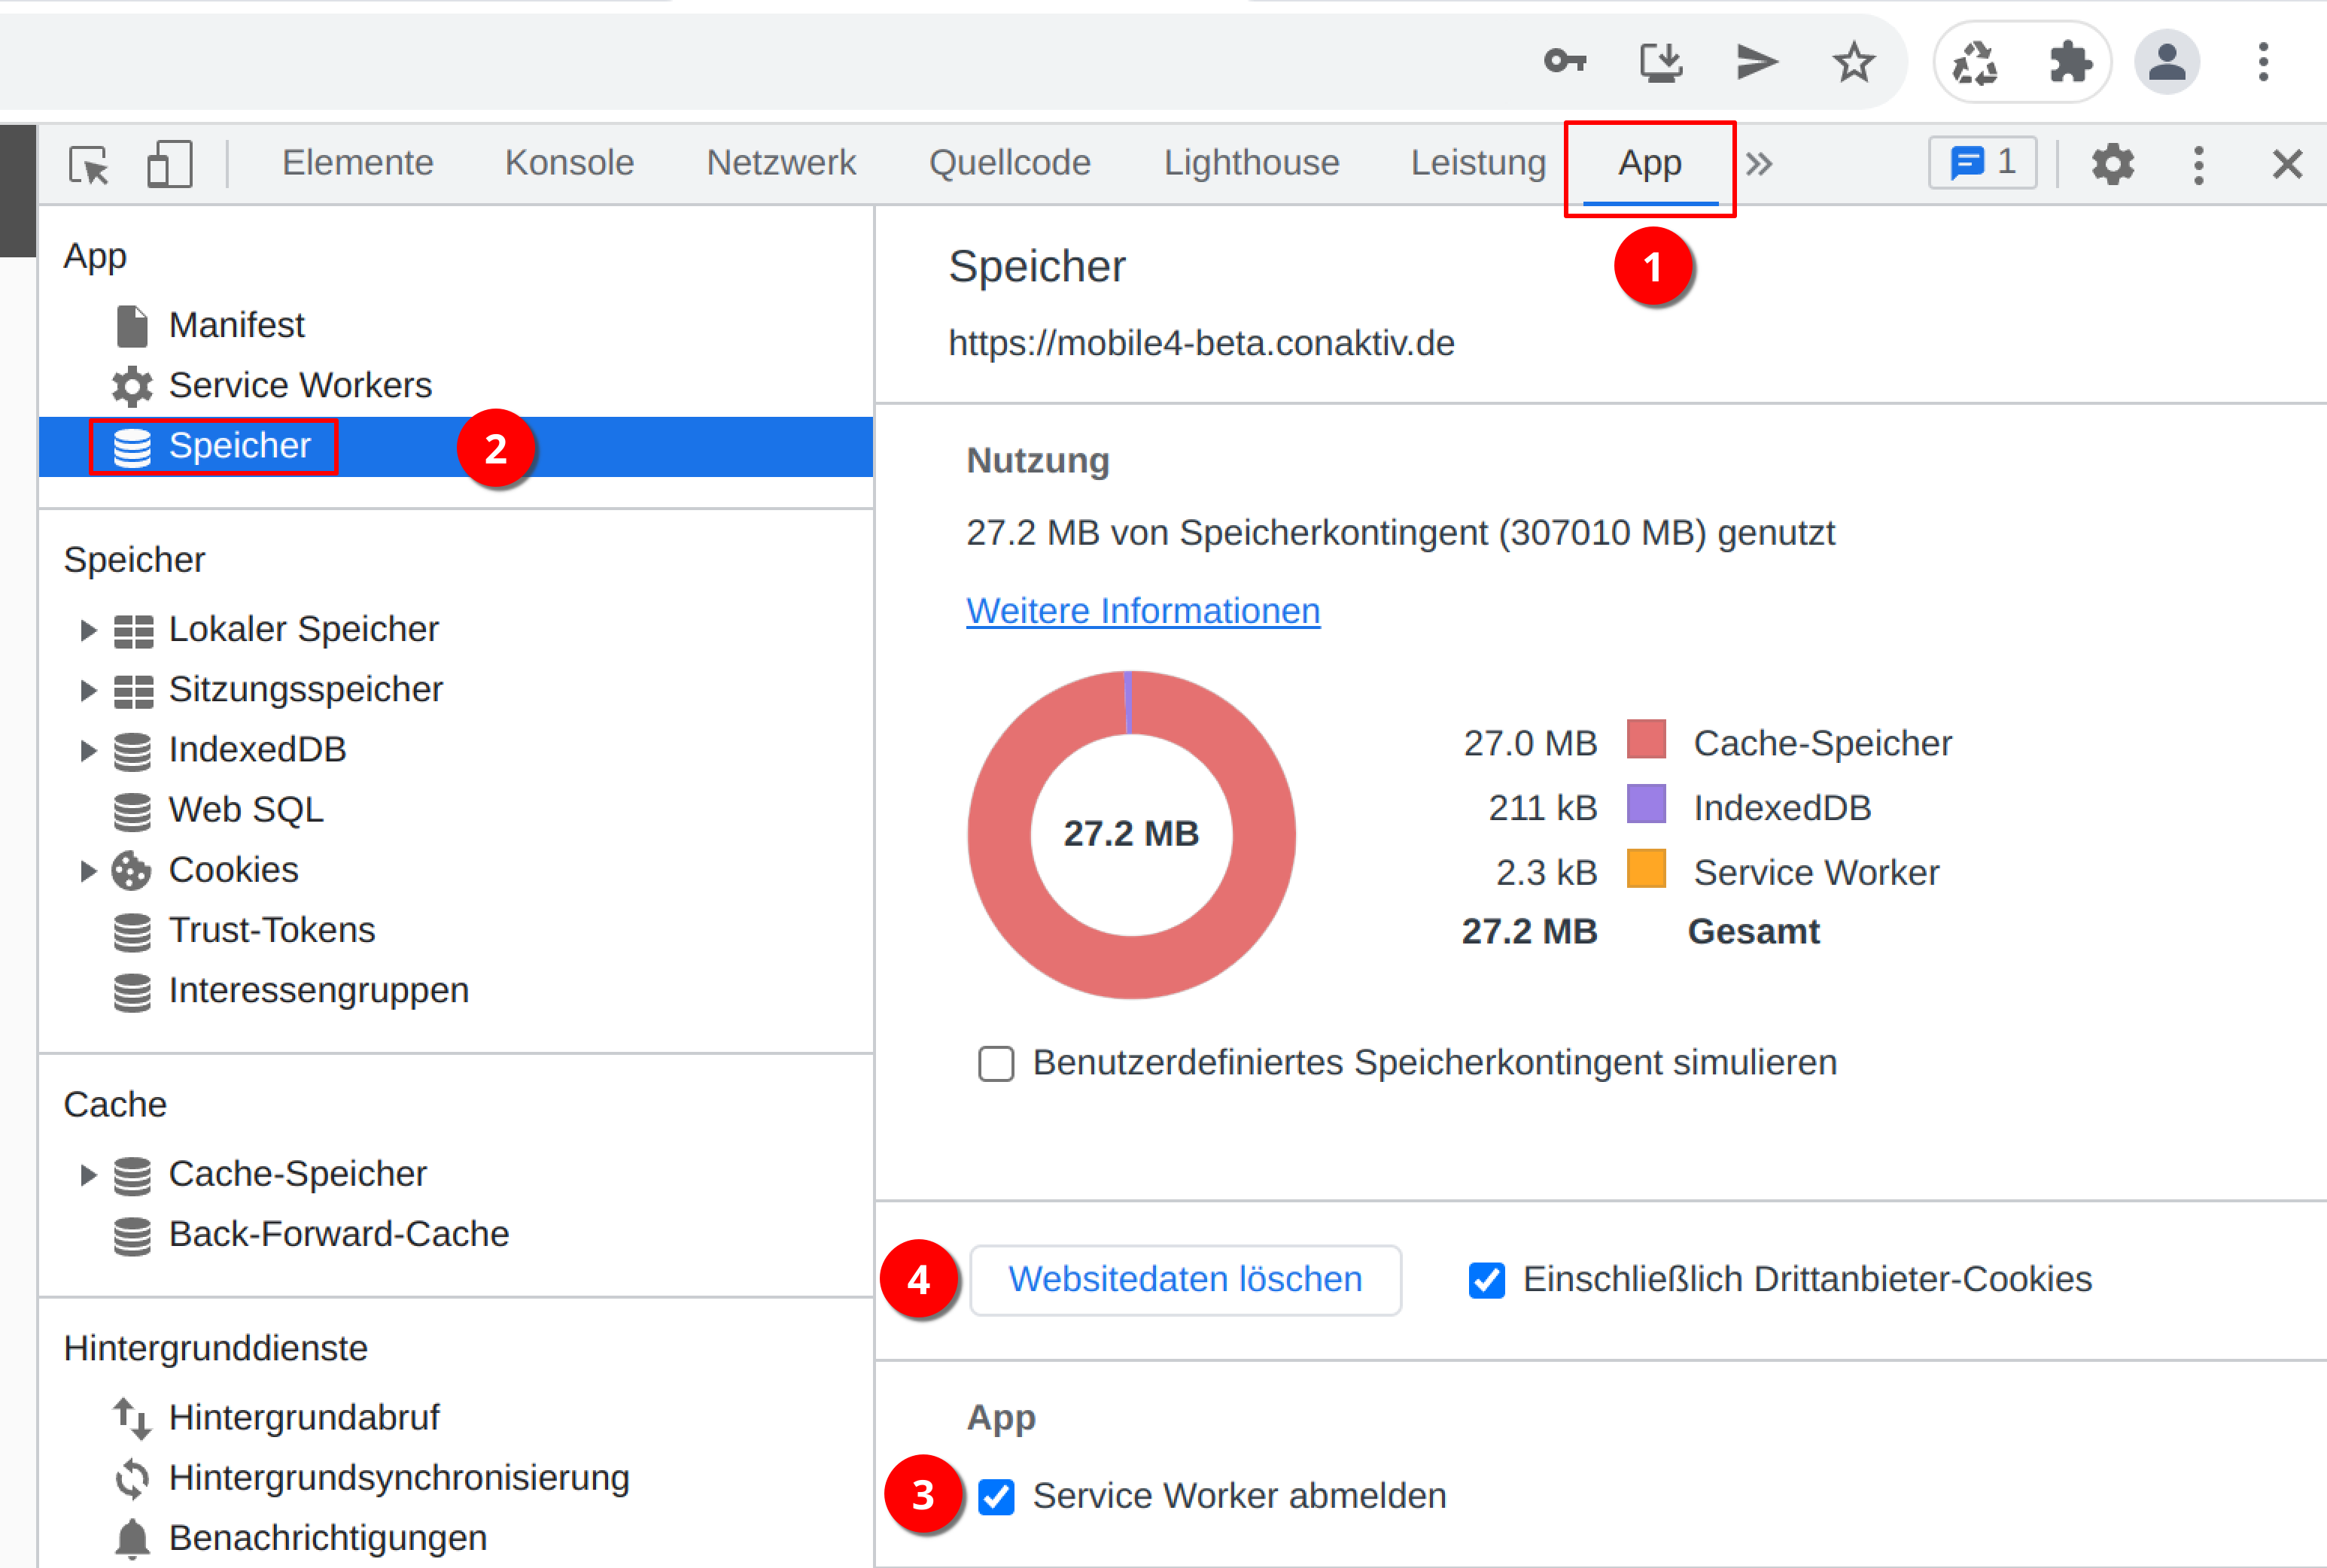 Elemente Konsole Netzwerk Quellcode Lighthouse Leistung App 1
App
Manifest
Service Workers
Speicher 2
Speicher
Lokaler Speicher
Sitzungsspeicher
IndexedDB
Web SQL
Cookies
Trust-Tokens
Interessengruppen
Cache
Cache-Speicher
Back-Forward-Cache
Hintergrunddienste
Hintergrundabruf
Hintergrundsynchronisierung
Benachrichtigungen
Speicher 1
https://mobile4-beta.conaktiv.de
Nutzung
27.2 MB von Speicherkontingent (307010 MB) genutzt
Weitere Informationen
27.2 MB
27.0 MB Cache-Speicher
211 kB IndexedDB
2.3 kB Service Worker
27.2 MB Gesamt
Benutzerdefiniertes Speicherkontingent simulieren
4 Websitedaten löschen Einschließlich Drittanbieter-Cookies
App
3 Service Worker abmelden